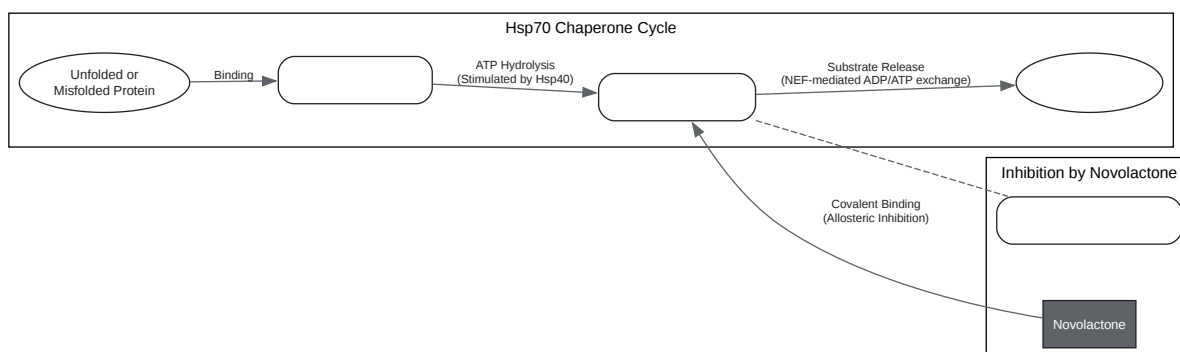 Hsp70 Chaperone Cycle
Unfolded or
Misfolded Protein
Binding
ATP Hydrolysis
(Stimulated by Hsp40)
Substrate Release
(NEF-mediated ADP/ATP exchange)
Inhibition by Novolactone
Covalent Binding
(Allosteric Inhibition)
Novolactone